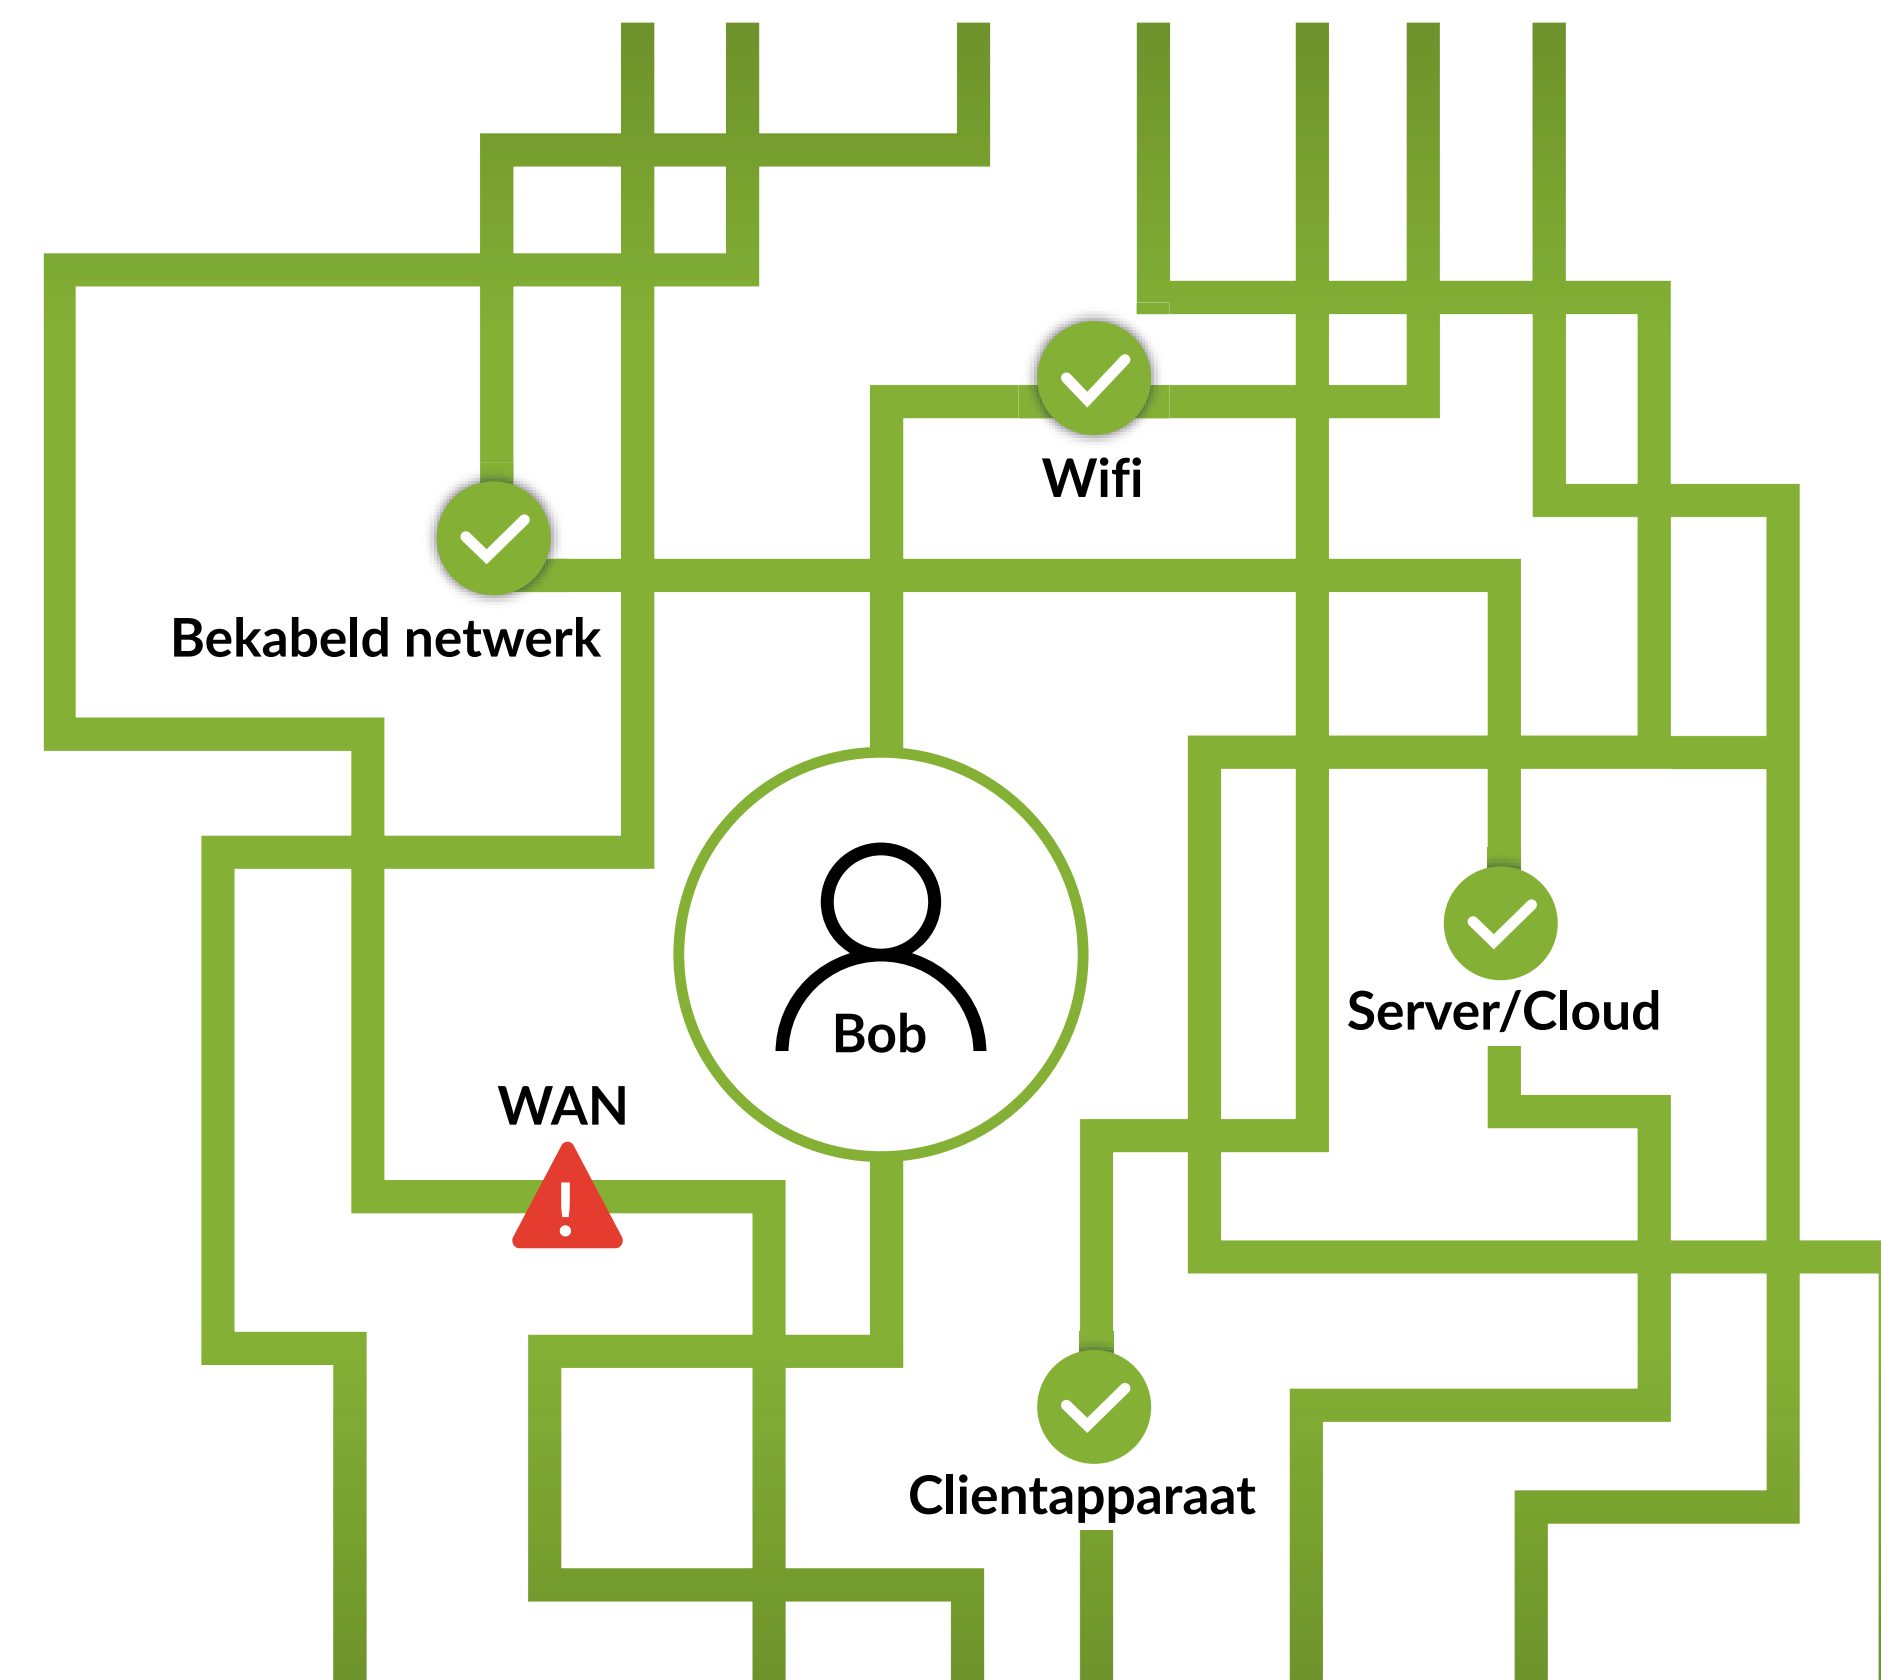 Wifi
Bekabeld netwerk
Server/Cloud
Bob
WAN
!
Clientapparaat